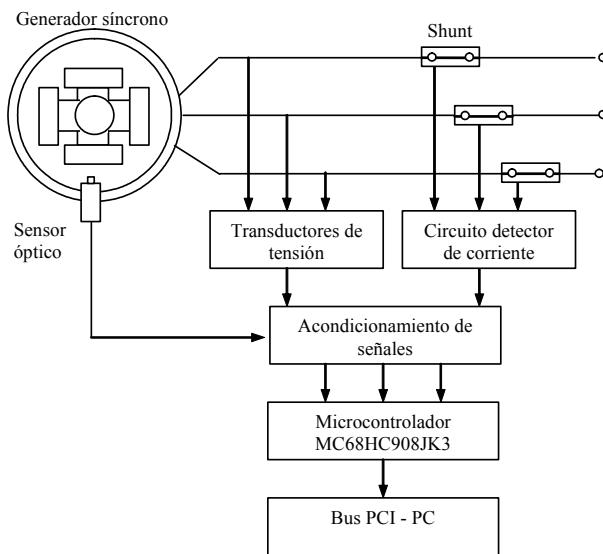 Generador síncrono
Shunt
Sensor
óptico
Transductores de
tensión
Circuito detector
de corriente
Acondicionamiento de
señales
Microcontrolador
MC68HC908JK3
Bus PCI - PC